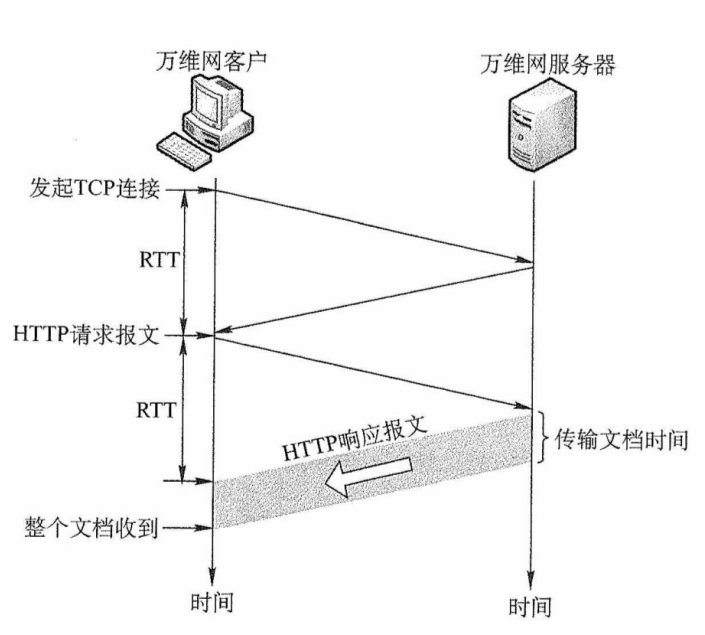 万维网客户
万维网服务器
发起TCP连接
RTT
HTTP请求报文
RTT
HTTP响应报文
传输文档时间
整个文档收到
时间
时间